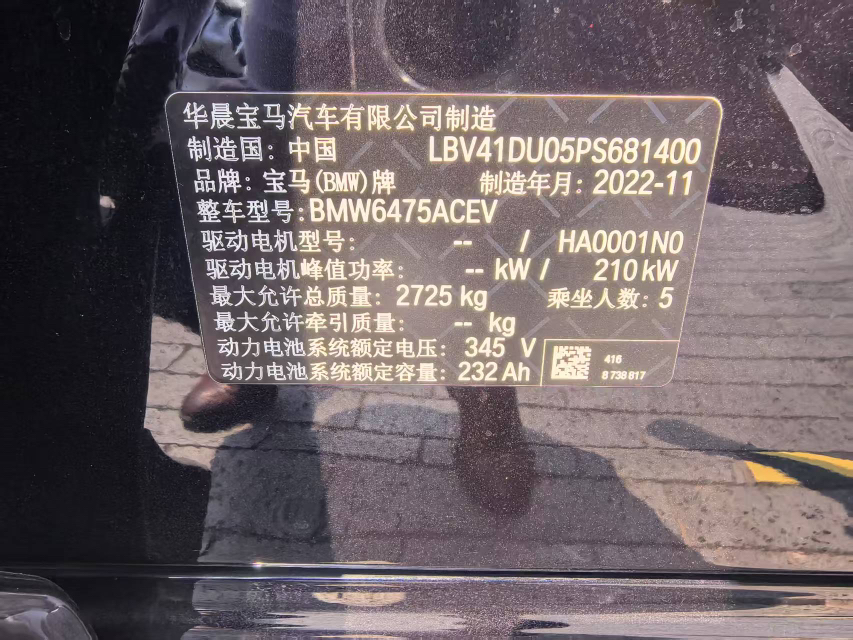 华晨宝马汽车有限公司制造
制造国: 中国 LBV41DU05PS681400
品牌: 宝马(BMW)牌 制造年月: 2022-11
整车型号: BMW6475ACEV
驱动电机型号: -- / HA0001N0
驱动电机峰值功率: -- kW / 210 kW
最大允许总质量: 2725 kg 乘坐人数: 5
最大允许牵引质量: -- kg
动力电池系统额定电压: 345 V 416
动力电池系统额定容量: 232 Ah 8 738 817